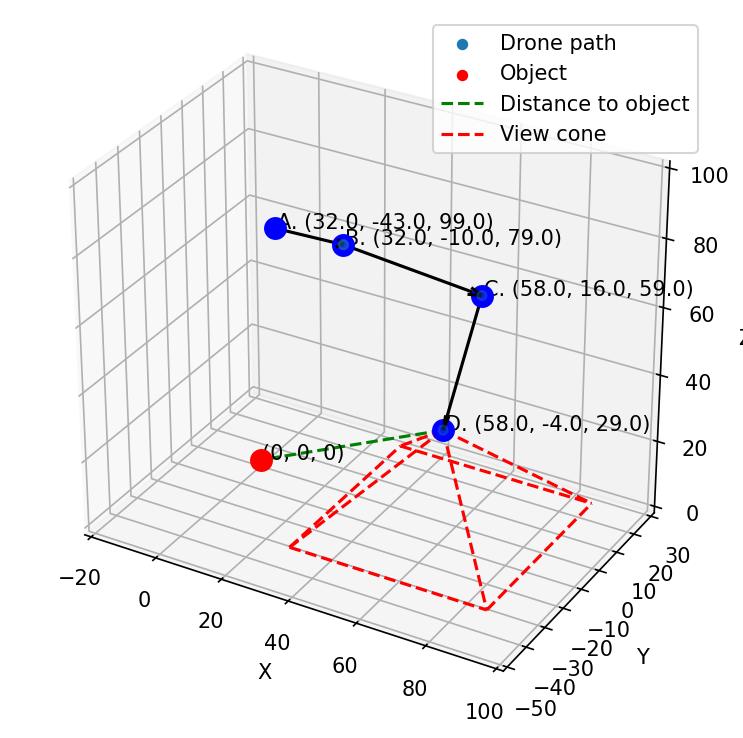 Drone path
Object
Distance to object
View cone
A. (32.0, -43.0, 99.0)
B. (32.0, -10.0, 79.0)
C. (58.0, 16.0, 59.0)
D. (58.0, -4.0, 29.0)
(0, 0, 0)
−20
0
20
40
60
80
100
X
−50
−40
−30
−20
−10
0
10
20
30
Y
0
20
40
60
80
100
Z